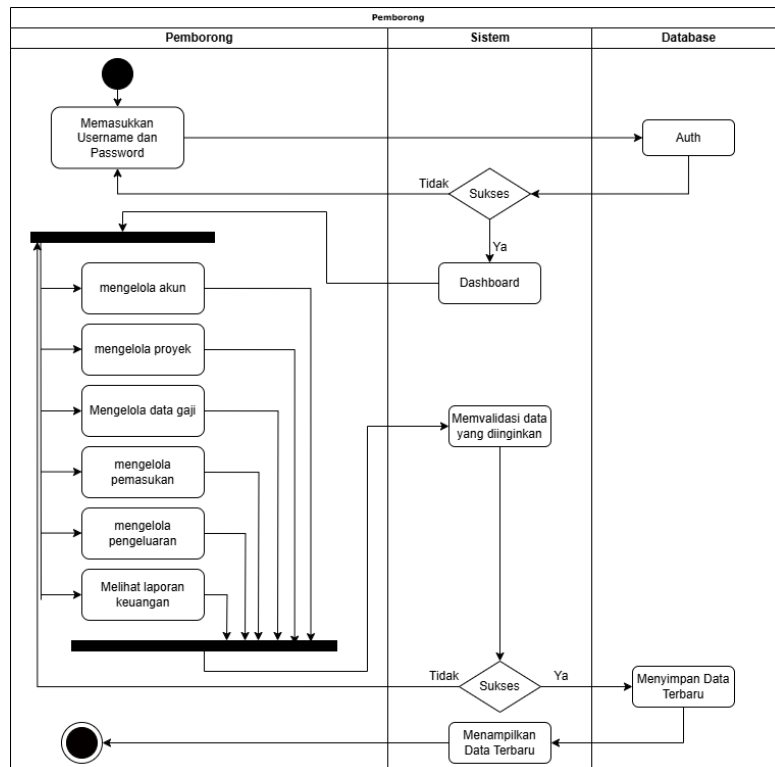 Pemborong
Pemborong
Sistem
Database
Memasukkan
Username dan
Password
Auth
Tidak
Sukses
Ya
Dashboard
mengelola akun
mengelola proyek
Mengelola data gaji
Memvalidasi data
yang diinginkan
mengelola
pemasukan
mengelola
pengeluaran
Melihat laporan
keuangan
Tidak
Sukses
Ya
Menyimpan Data
Terbaru
Menampilkan
Data Terbaru